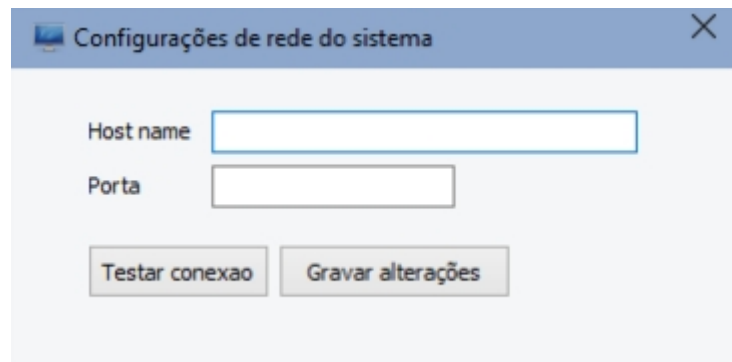 Configurações de rede do sistema
Host name
Porta
Testar conexao Gravar alterações